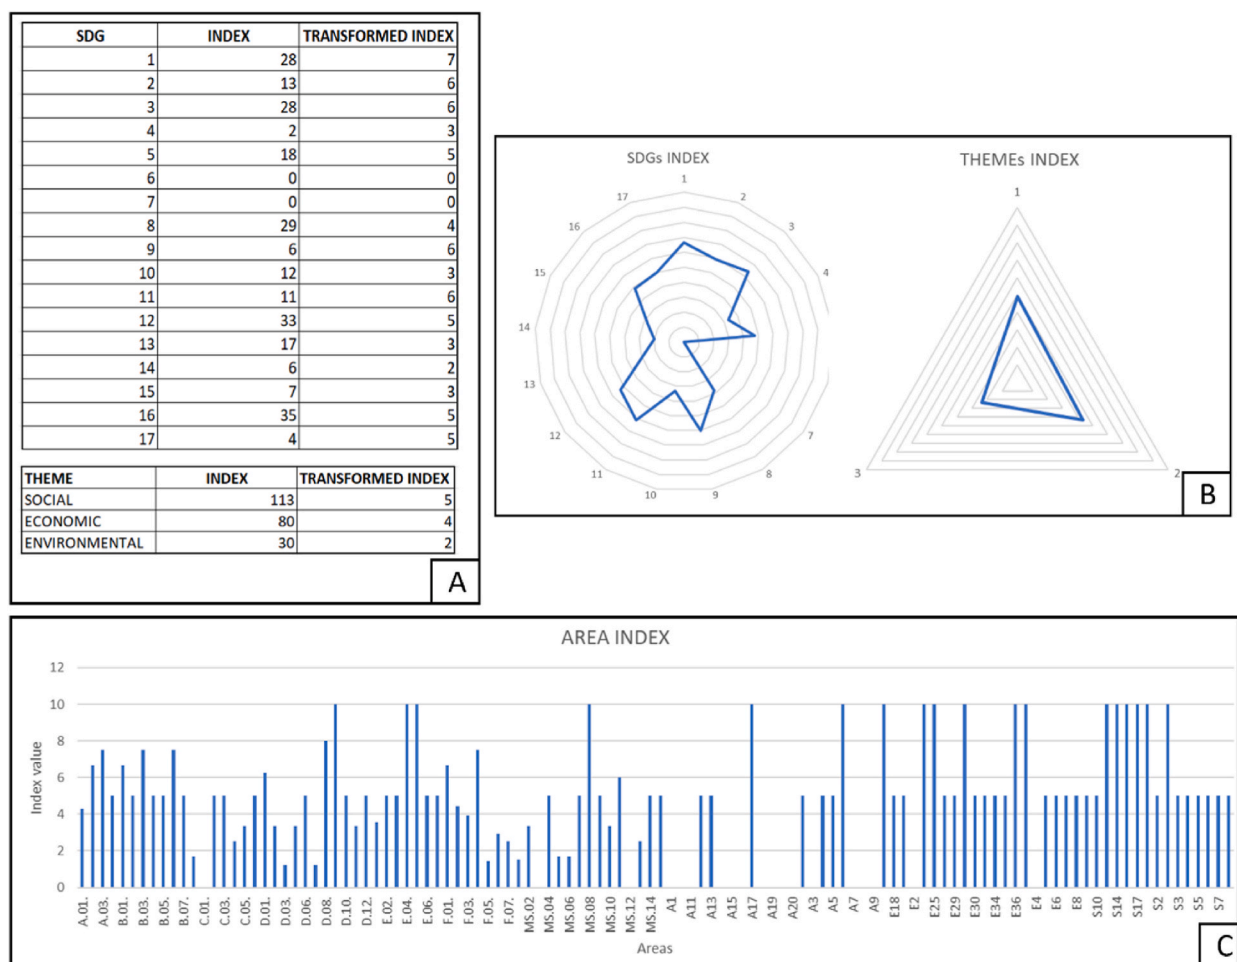 SDG INDEX TRANSFORMED INDEX
1 28 7
2 13 6
3 28 6
4 2 3
5 18 5
6 0 0
7 0 0
8 29 4
9 6 6
10 12 3
11 11 6
12 33 5
13 17 3
14 6 2
15 7 3
16 35 5
17 4 5
THEME INDEX TRANSFORMED INDEX
SOCIAL 113 5
ECONOMIC 80 4
ENVIRONMENTAL 30 2
A
SDGs INDEX
1
2
3
4
7
8
9
10
11
12
13
14
15
16
17
THEMEs INDEX
1
2
3
B
AREA INDEX
Index value
12
10
8
6
4
2
0
A.01. A.03. B.01. B.03. B.05. B.07. C.01. C.03. C.05. D.01. D.03. D.06. D.08. D.10. D.12. E.02. E.04. E.06. F.01. F.03. F.05. F.07. MS.02 MS.04 MS.06 MS.08 MS.10 MS.12 MS.14 A1 A11 A13 A15 A17 A19 A20 A3 A5 A7 A9 E18 E2 E25 E29 E30 E34 E36 E4 E6 E8 S10 S14 S17 S2 S3 S5 S7
Areas
C